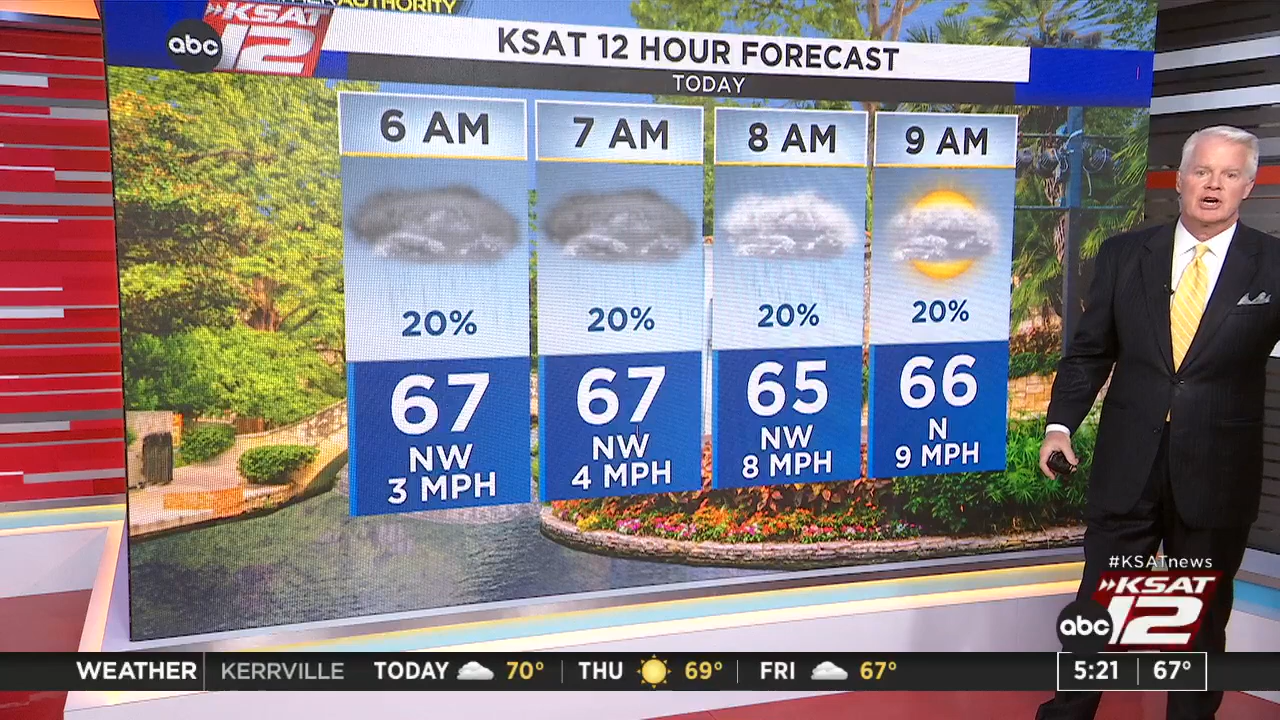 AUTHORITY
KSAT
abc 12
KSAT 12 HOUR FORECAST
TODAY
6 AM 7 AM 8 AM 9 AM
20% 20% 20% 20%
67 67 65 66
NW NW NW N
3 MPH 4 MPH 8 MPH 9 MPH
#KSATnews
KSAT
abc 12
WEATHER KERRVILLE TODAY 70° THU 69° FRI 67° 5:21 67°